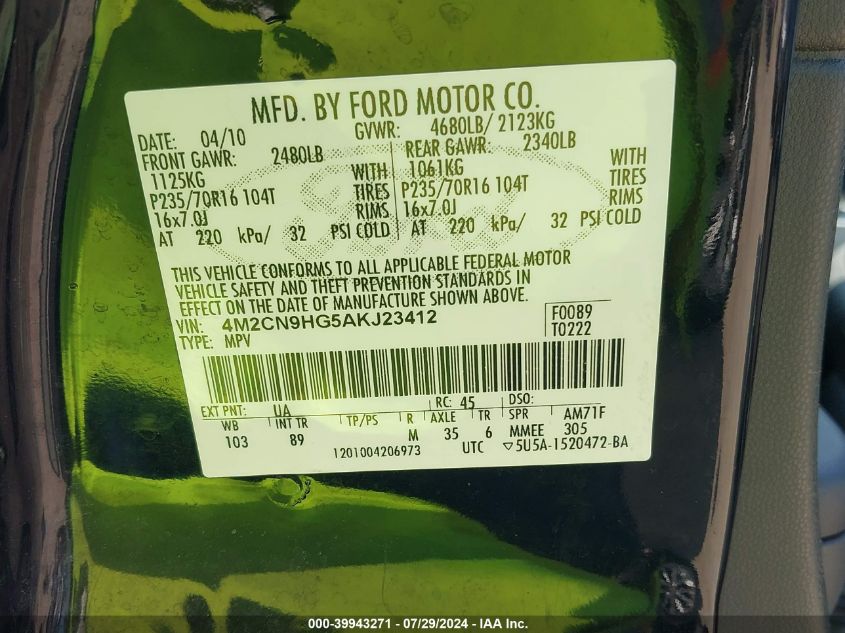 MFD. BY FORD MOTOR CO.
DATE: 04/10 GVWR: 4680LB/ 2123KG
FRONT GAWR: 2480LB REAR GAWR: 2340LB
1125KG WITH 1061KG WITH
P235/70R16 104T TIRES P235/70R16 104T TIRES
16x7.0J RIMS 16x7.0J RIMS
AT 220 kPa/ 32 PSI COLD AT 220 kPa/ 32 PSI COLD
THIS VEHICLE CONFORMS TO ALL APPLICABLE FEDERAL MOTOR
VEHICLE SAFETY AND THEFT PREVENTION STANDARDS IN
EFFECT ON THE DATE OF MANUFACTURE SHOWN ABOVE.
VIN: 4M2CN9HG5AKJ23412 F0089
TYPE: MPV T0222
EXT PNT: UA RC: 45 DSO:
WB INT TR TP/PS R AXLE TR SPR AM71F
103 89 M 35 6 MMEE 305
1201004206973 UTC ▽5U5A-1520472-BA
000-39943271 - 07/29/2024 - IAA Inc.